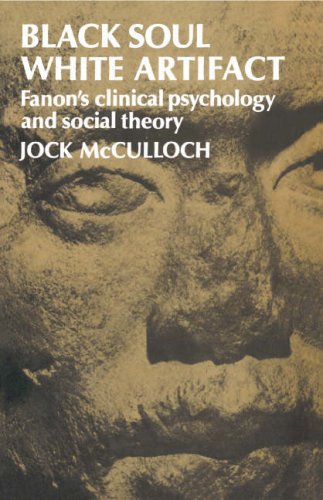 BLACK SOUL
WHITE ARTIFACT
Fanon's clinical psychology
and social theory
JOCK McCULLOCH